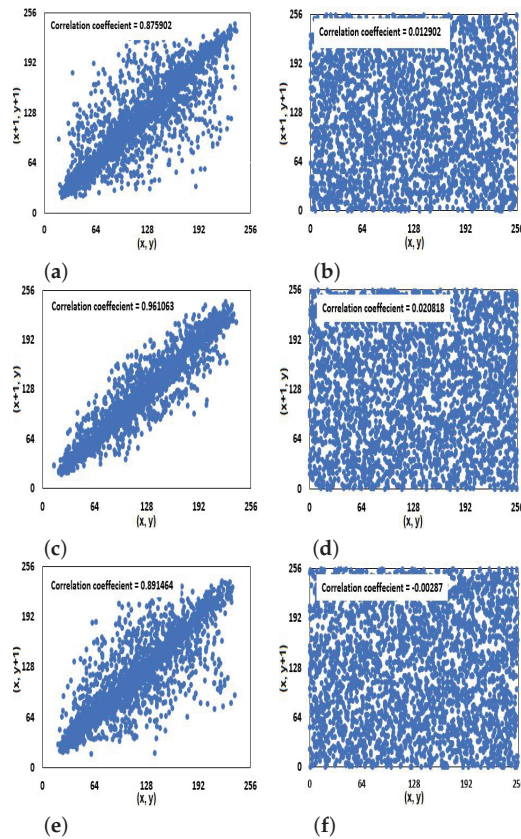 Correlation coeffecient = 0.875902
(x+1, y+1)
256
192
128
64
0
0 64 128 192 256
(x, y)
(a)
Correlation coeffecient = 0.012902
(x+1, y+1)
256
192
128
64
0
0 64 128 192 256
(x, y)
(b)
Correlation coeffecient = 0.961063
(x+1, y)
256
192
128
64
0
0 64 128 192 256
(x, y)
(c)
Correlation coeffecient = 0.020818
(x+1, y)
256
192
128
64
0
0 64 128 192 256
(x, y)
(d)
Correlation coeffecient = 0.891464
(x, y+1)
256
192
128
64
0
0 64 128 192 256
(x, y)
(e)
Correlation coeffecient = -0.00287
(x, y+1)
256
192
128
64
0
0 64 128 192 256
(x, y)
(f)